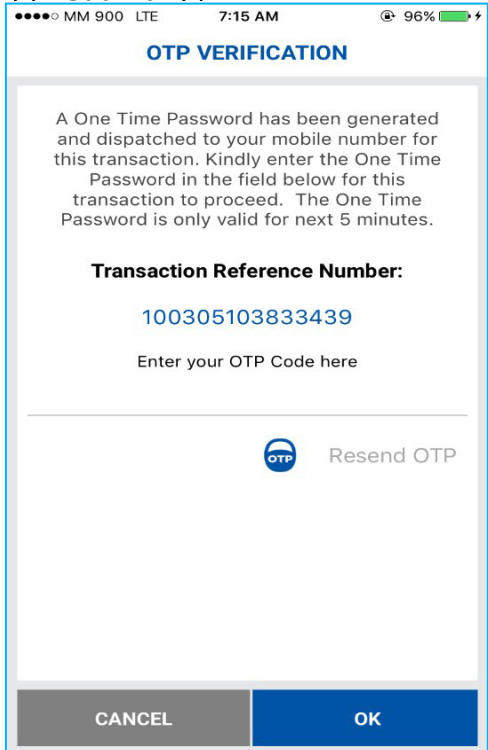 MM 900 LTE 7:15 AM 96%
OTP VERIFICATION
A One Time Password has been generated
and dispatched to your mobile number for
this transaction. Kindly enter the One Time
Password in the field below for this
transaction to proceed. The One Time
Password is only valid for next 5 minutes.
Transaction Reference Number:
100305103833439
Enter your OTP Code here
OTP Resend OTP
CANCEL OK